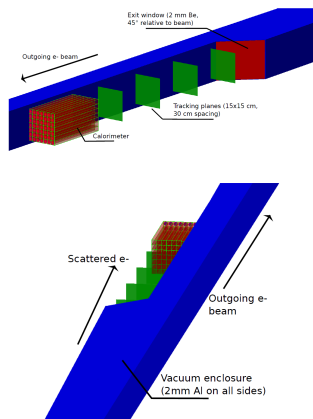 Exit window (2 mm Be,
45° relative to beam)
Outgoing e- beam
Tracking planes (15x15 cm,
30 cm spacing)
Calorimeter
Scattered e-
Outgoing e-
beam
Vacuum enclosure
(2mm Al on all sides)